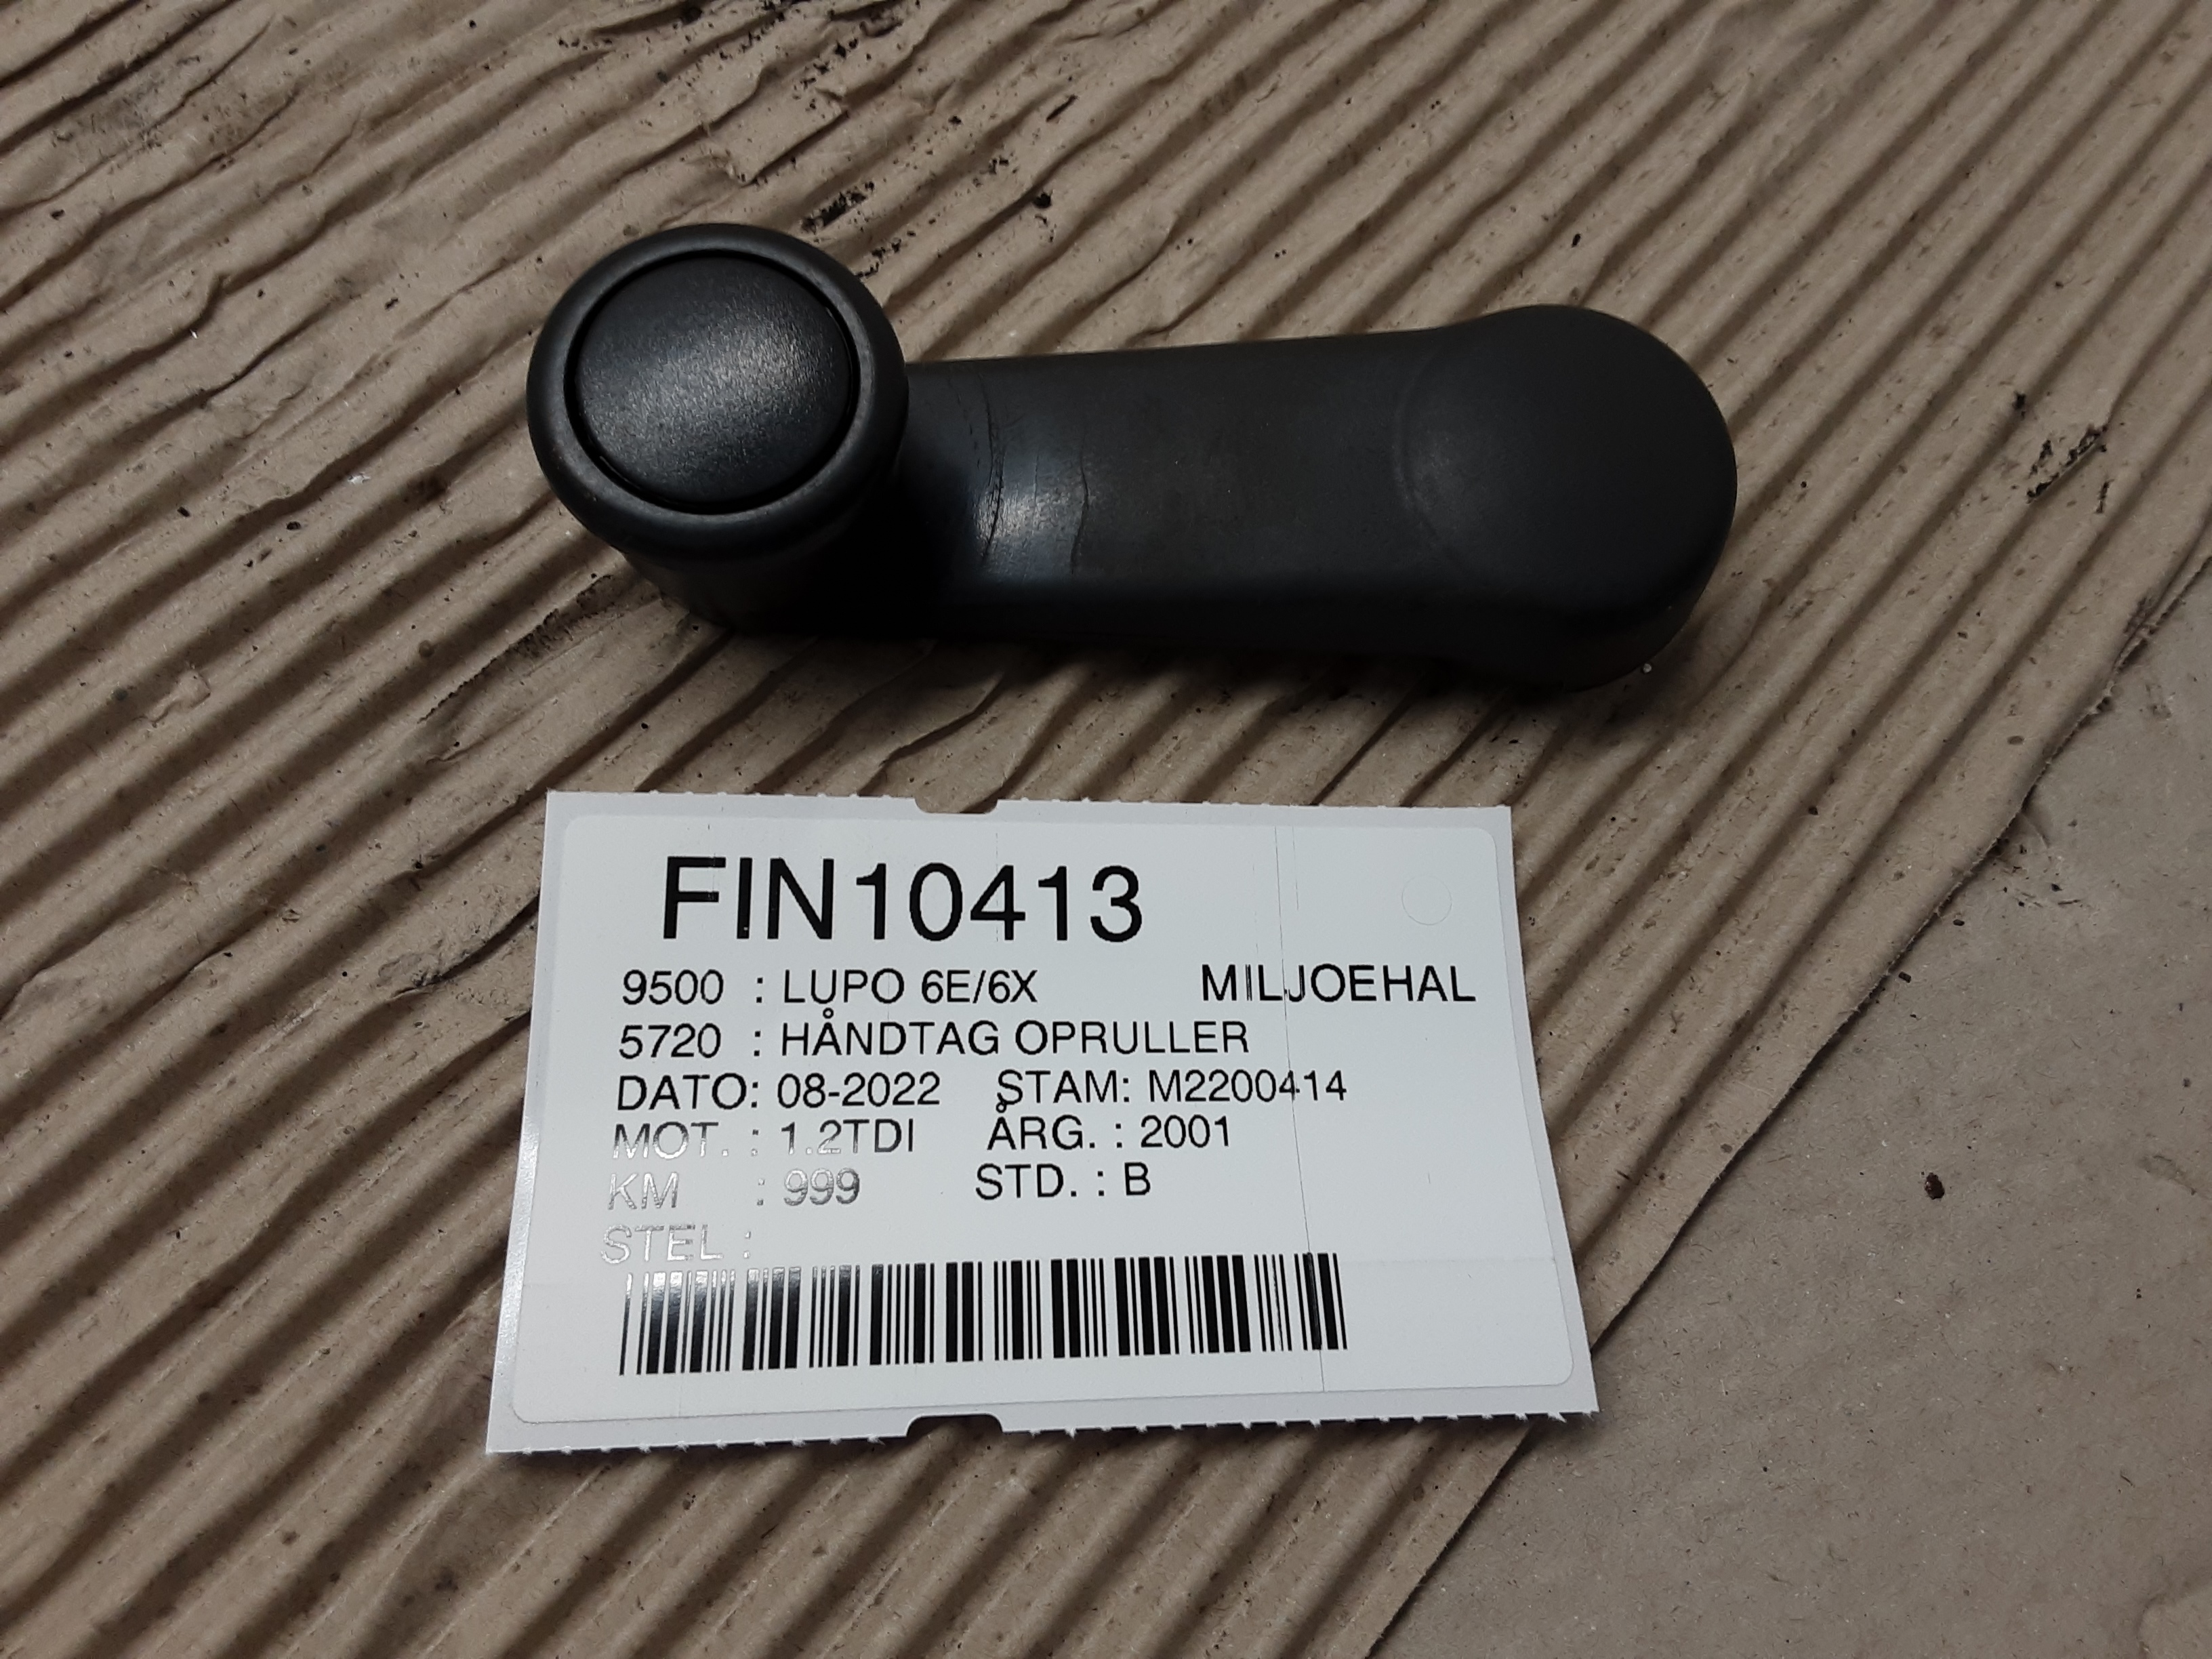 FIN10413
9500 : LUPO 6E/6X MILJOEHAL
5720 : HÅNDTAG OPRULLER
DATO: 08-2022 STAM: M2200414
MOT. : 1.2TDI ÅRG. : 2001
KM : 999 STD. : B
STEL :